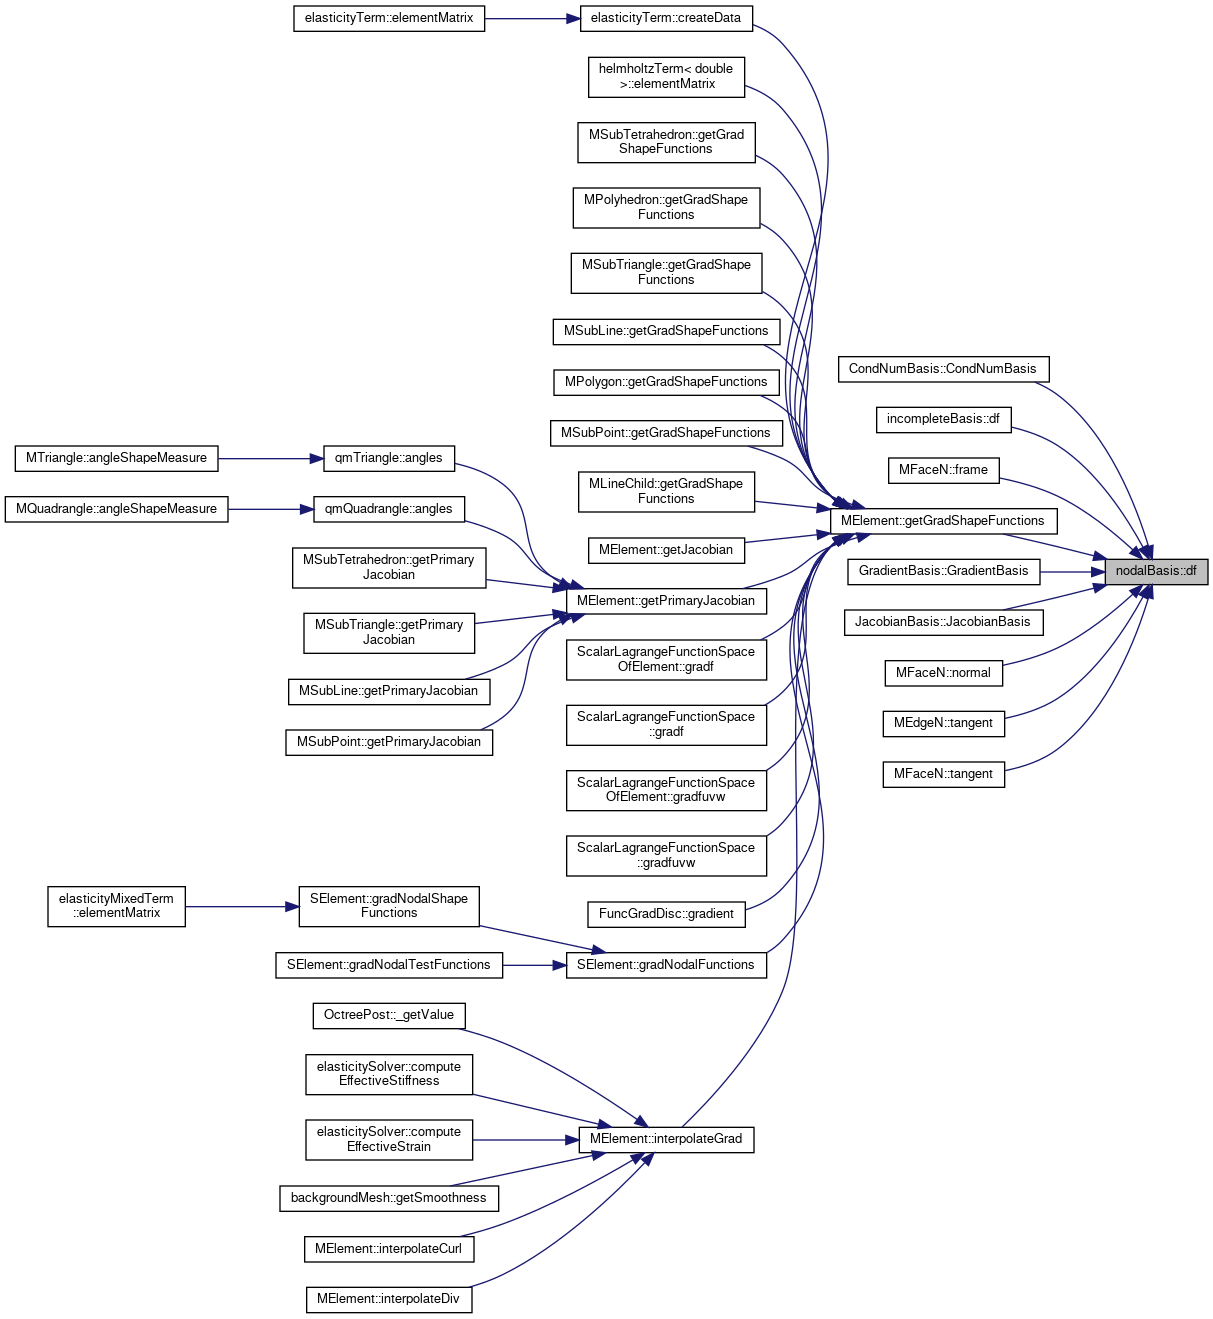 elasticityTerm::elementMatrix
elasticityTerm::createData
helmholtzTerm< double
>::elementMatrix
MSubTetrahedron::getGrad
ShapeFunctions
MPolyhedron::getGradShape
Functions
MSubTriangle::getGradShape
Functions
MSubLine::getGradShapeFunctions
MPolygon::getGradShapeFunctions
MSubPoint::getGradShapeFunctions
MLineChild::getGradShape
Functions
MElement::getJacobian
MTriangle::angleShapeMeasure
qmTriangle::angles
MQuadrangle::angleShapeMeasure
qmQuadrangle::angles
MSubTetrahedron::getPrimary
Jacobian
MSubTriangle::getPrimary
Jacobian
MSubLine::getPrimaryJacobian
MSubPoint::getPrimaryJacobian
MElement::getPrimaryJacobian
ScalarLagrangeFunctionSpace
OfElement::gradf
ScalarLagrangeFunctionSpace
::gradf
ScalarLagrangeFunctionSpace
OfElement::gradfuvw
ScalarLagrangeFunctionSpace
::gradfuvw
FuncGradDisc::gradient
elasticityMixedTerm
::elementMatrix
SElement::gradNodalShape
Functions
SElement::gradNodalTestFunctions
SElement::gradNodalFunctions
OctreePost::_getValue
elasticitySolver::compute
EffectiveStiffness
elasticitySolver::compute
EffectiveStrain
backgroundMesh::getSmoothness
MElement::interpolateCurl
MElement::interpolateDiv
MElement::interpolateGrad
CondNumBasis::CondNumBasis
incompleteBasis::df
MFaceN::frame
MElement::getGradShapeFunctions
GradientBasis::GradientBasis
JacobianBasis::JacobianBasis
MFaceN::normal
MEdgeN::tangent
MFaceN::tangent
nodalBasis::df